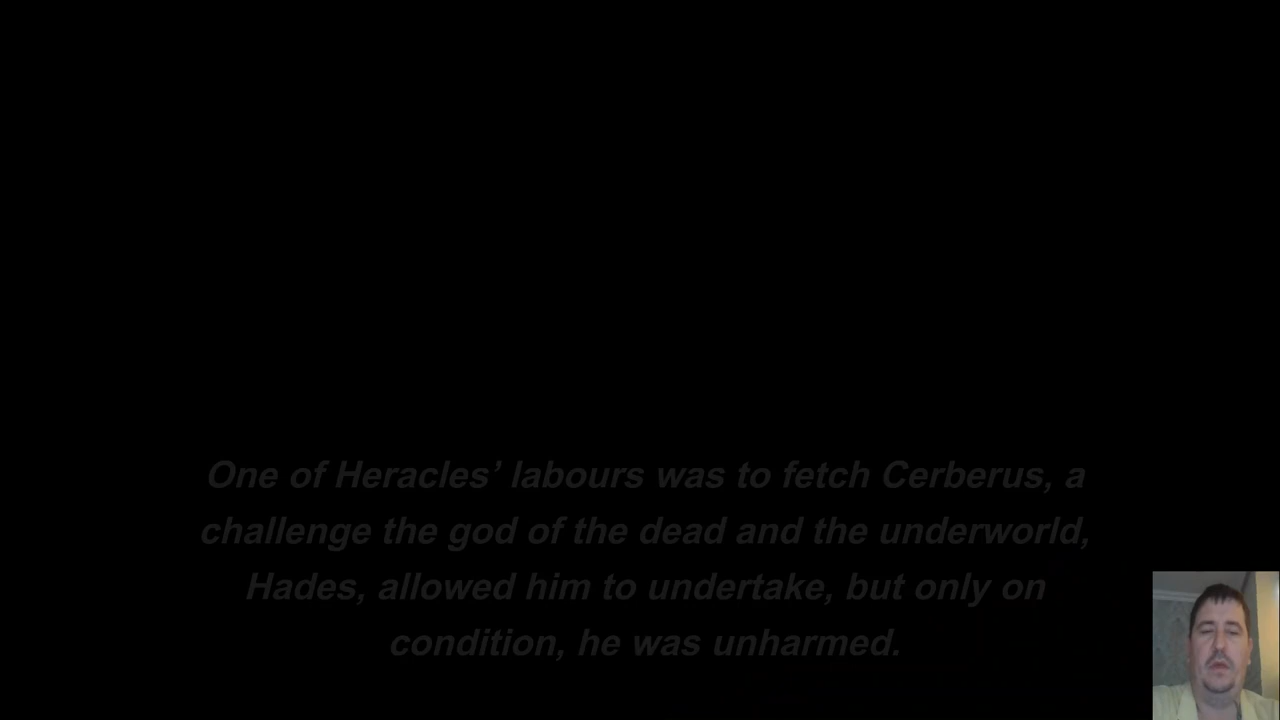 One of Heracles’ labours was to fetch Cerberus, a
challenge the god of the dead and the underworld,
Hades, allowed him to undertake, but only on
condition, he was unharmed.